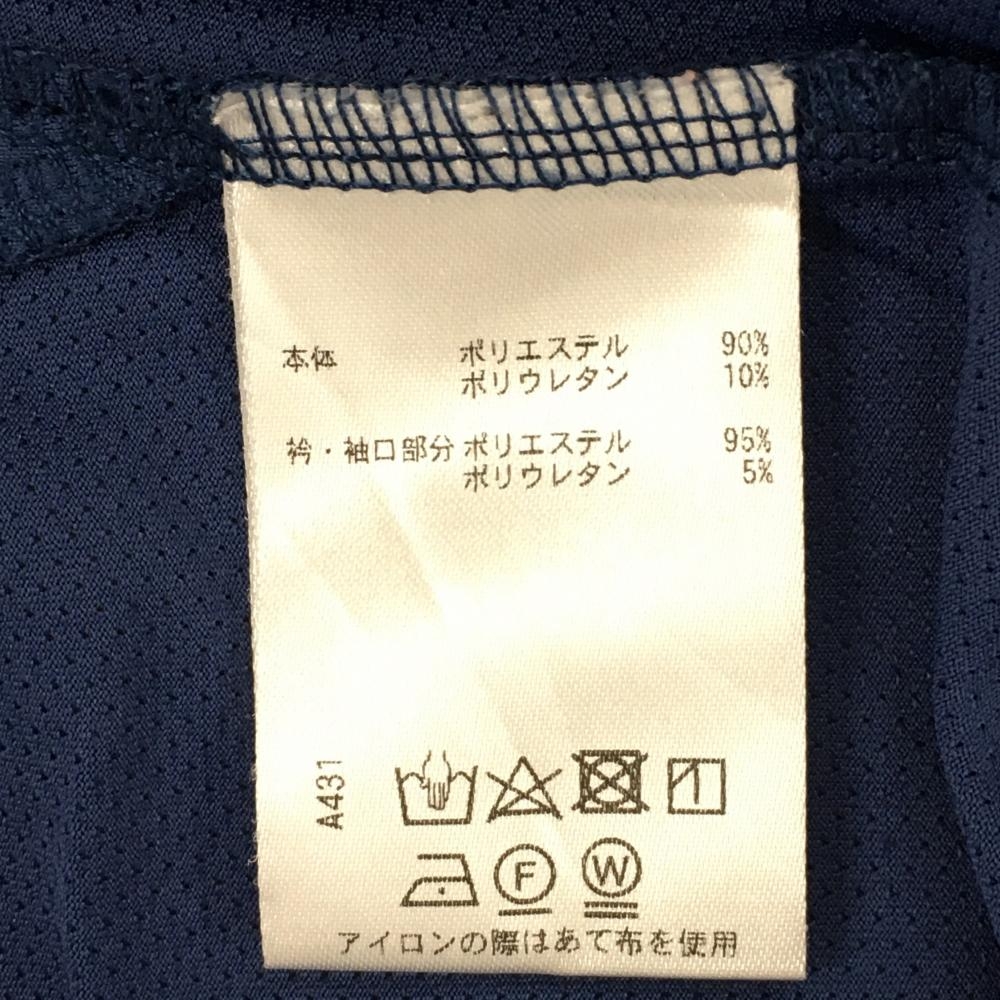 本体 ポリエステル 90%
ポリウレタン 10%
衿・袖口部分 ポリエステル 95%
ポリウレタン 5%
A431
F W
アイロンの際はあて布を使用